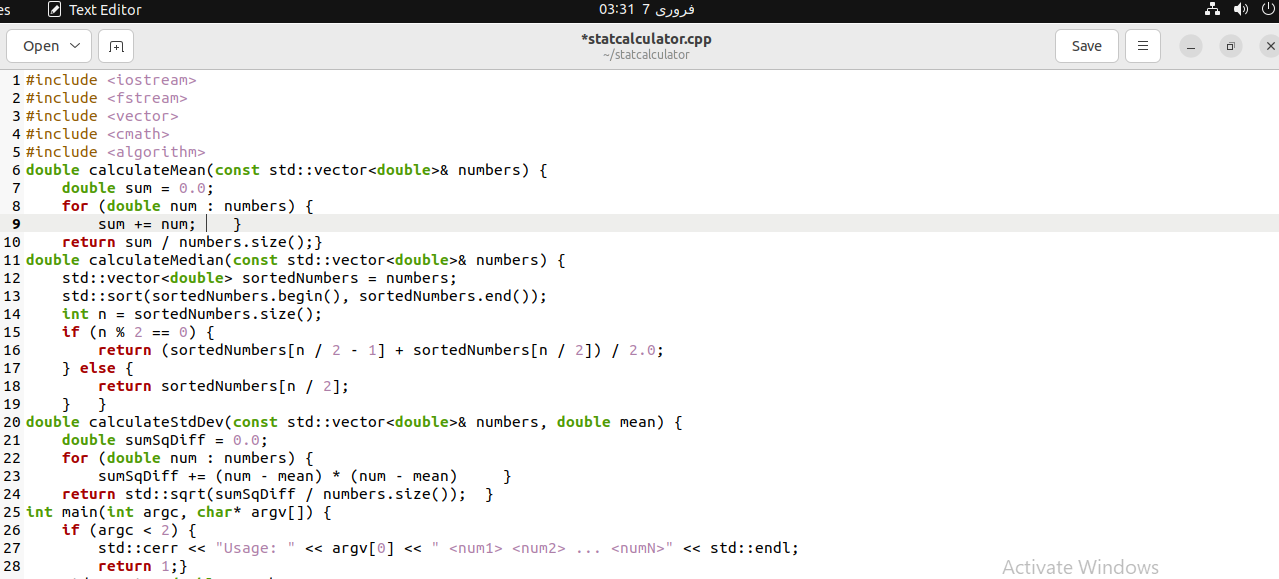 es Text Editor 03:31 7 فروری
Open *statcalculator.cpp Save
~/statcalculator
1 #include <iostream>
2 #include <fstream>
3 #include <vector>
4 #include <cmath>
5 #include <algorithm>
6 double calculateMean(const std::vector<double>& numbers) {
7     double sum = 0.0;
8     for (double num : numbers) {
9         sum += num;    }
10     return sum / numbers.size();}
11 double calculateMedian(const std::vector<double>& numbers) {
12     std::vector<double> sortedNumbers = numbers;
13     std::sort(sortedNumbers.begin(), sortedNumbers.end());
14     int n = sortedNumbers.size();
15     if (n % 2 == 0) {
16         return (sortedNumbers[n / 2 - 1] + sortedNumbers[n / 2]) / 2.0;
17     } else {
18         return sortedNumbers[n / 2];
19     }   }
20 double calculateStdDev(const std::vector<double>& numbers, double mean) {
21     double sumSqDiff = 0.0;
22     for (double num : numbers) {
23         sumSqDiff += (num - mean) * (num - mean)     }
24     return std::sqrt(sumSqDiff / numbers.size());  }
25 int main(int argc, char* argv[]) {
26     if (argc < 2) {
27         std::cerr << "Usage: " << argv[0] << " <num1> <num2> ... <numN>" << std::endl;
28         return 1;}
Activate Windows